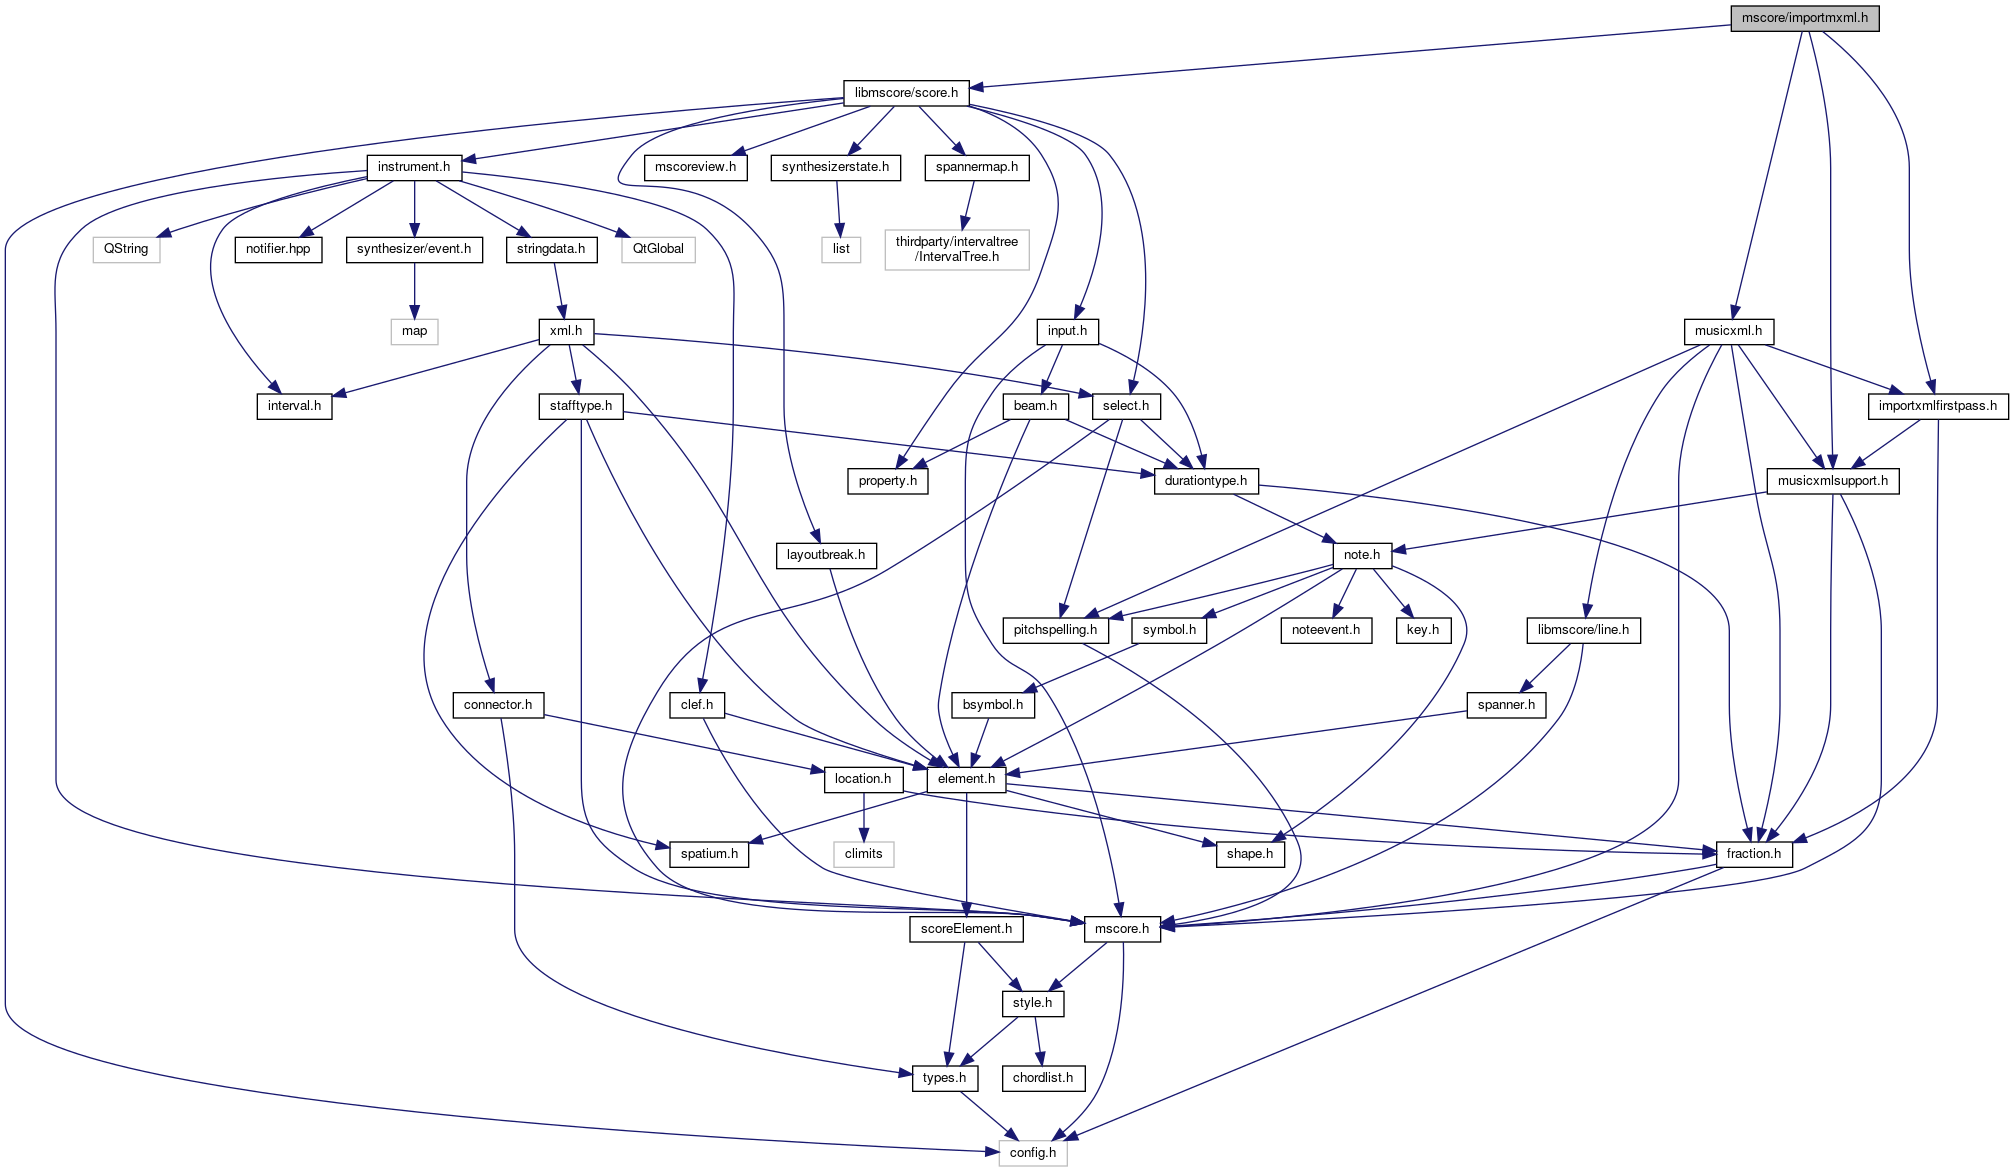 mscore/importmxml.h
libmscore/score.h
instrument.h
mscoreview.h
synthesizerstate.h
spannermap.h
QString
notifier.hpp
synthesizer/event.h
stringdata.h
QtGlobal
list
thirdparty/intervaltree
/IntervalTree.h
map
xml.h
input.h
musicxml.h
interval.h
stafftype.h
beam.h
select.h
importxmlfirstpass.h
property.h
durationtype.h
musicxmlsupport.h
layoutbreak.h
note.h
pitchspelling.h
symbol.h
noteevent.h
key.h
libmscore/line.h
connector.h
clef.h
bsymbol.h
spanner.h
location.h
element.h
spatium.h
climits
shape.h
fraction.h
scoreElement.h
mscore.h
style.h
types.h
chordlist.h
config.h